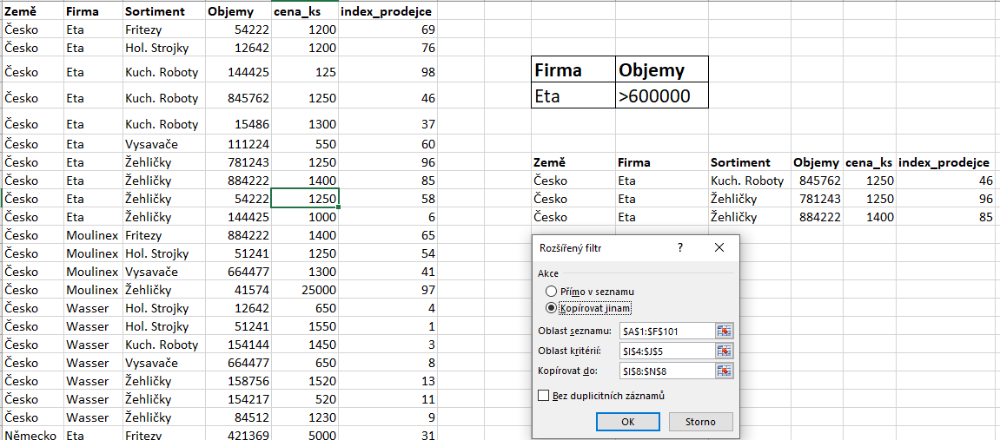 Země Firma Sortiment Objemy cena_ks index_prodejce
Česko Eta Fritezy 54222 1200 69
Česko Eta Hol. Strojky 12642 1200 76
Česko Eta Kuch. Roboty 144425 125 98
Česko Eta Kuch. Roboty 845762 1250 46
Česko Eta Kuch. Roboty 15486 1300 37
Česko Eta Vysavače 111224 550 60
Česko Eta Žehličky 781243 1250 96
Česko Eta Žehličky 884222 1400 85
Česko Eta Žehličky 54222 1250 58
Česko Eta Žehličky 144425 1000 6
Česko Moulinex Fritezy 884222 1400 65
Česko Moulinex Hol. Strojky 51241 1250 54
Česko Moulinex Vysavače 664477 1300 41
Česko Moulinex Žehličky 41574 25000 97
Česko Wasser Hol. Strojky 12642 650 4
Česko Wasser Hol. Strojky 51241 1550 1
Česko Wasser Kuch. Roboty 154144 1450 3
Česko Wasser Vysavače 664477 650 8
Česko Wasser Žehličky 158756 1520 13
Česko Wasser Žehličky 154217 520 11
Česko Wasser Žehličky 84512 1230 9
Německo Eta Fritezy 421369 5000 31
Firma Objemy
Eta >600000
Země Firma Sortiment Objemy cena_ks index_prodejce
Česko Eta Kuch. Roboty 845762 1250 46
Česko Eta Žehličky 781243 1250 96
Česko Eta Žehličky 884222 1400 85
Rozšířený filtr ? ×
Akce
Přímo v seznamu
Kopírovat jinam
Oblast seznamu: $A$1:$F$101
Oblast kritérií: $I$4:$J$5
Kopírovat do: $I$8:$N$8
Bez duplicitních záznamů
OK Storno